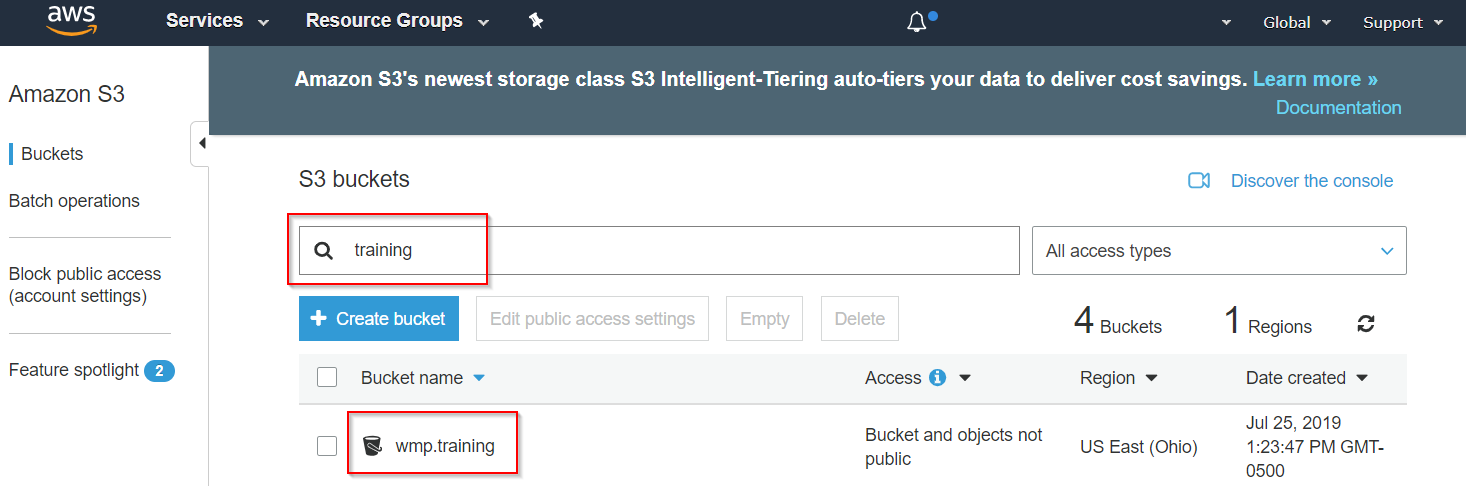 aws Services Resource Groups Global Support
Amazon S3's newest storage class S3 Intelligent-Tiering auto-tiers your data to deliver cost savings. Learn more »
Documentation
Amazon S3
Buckets
Batch operations
Block public access
(account settings)
Feature spotlight 2
S3 buckets
Discover the console
training
All access types
Create bucket Edit public access settings Empty Delete 4 Buckets 1 Regions
Bucket name Access Region Date created
wmp.training
Bucket and objects not
public
US East (Ohio)
Jul 25, 2019
1:23:47 PM GMT-
0500